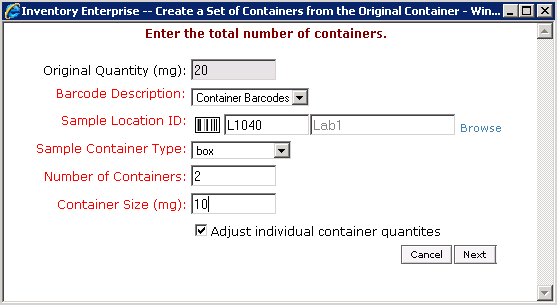 Inventory Enterprise -- Create a Set of Containers from the Original Container - Win...
Enter the total number of containers.
Original Quantity (mg): 20
Barcode Description: Container Barcodes
Sample Location ID: L1040 Lab1 Browse
Sample Container Type: box
Number of Containers: 2
Container Size (mg): 10
Adjust individual container quantites
Cancel Next